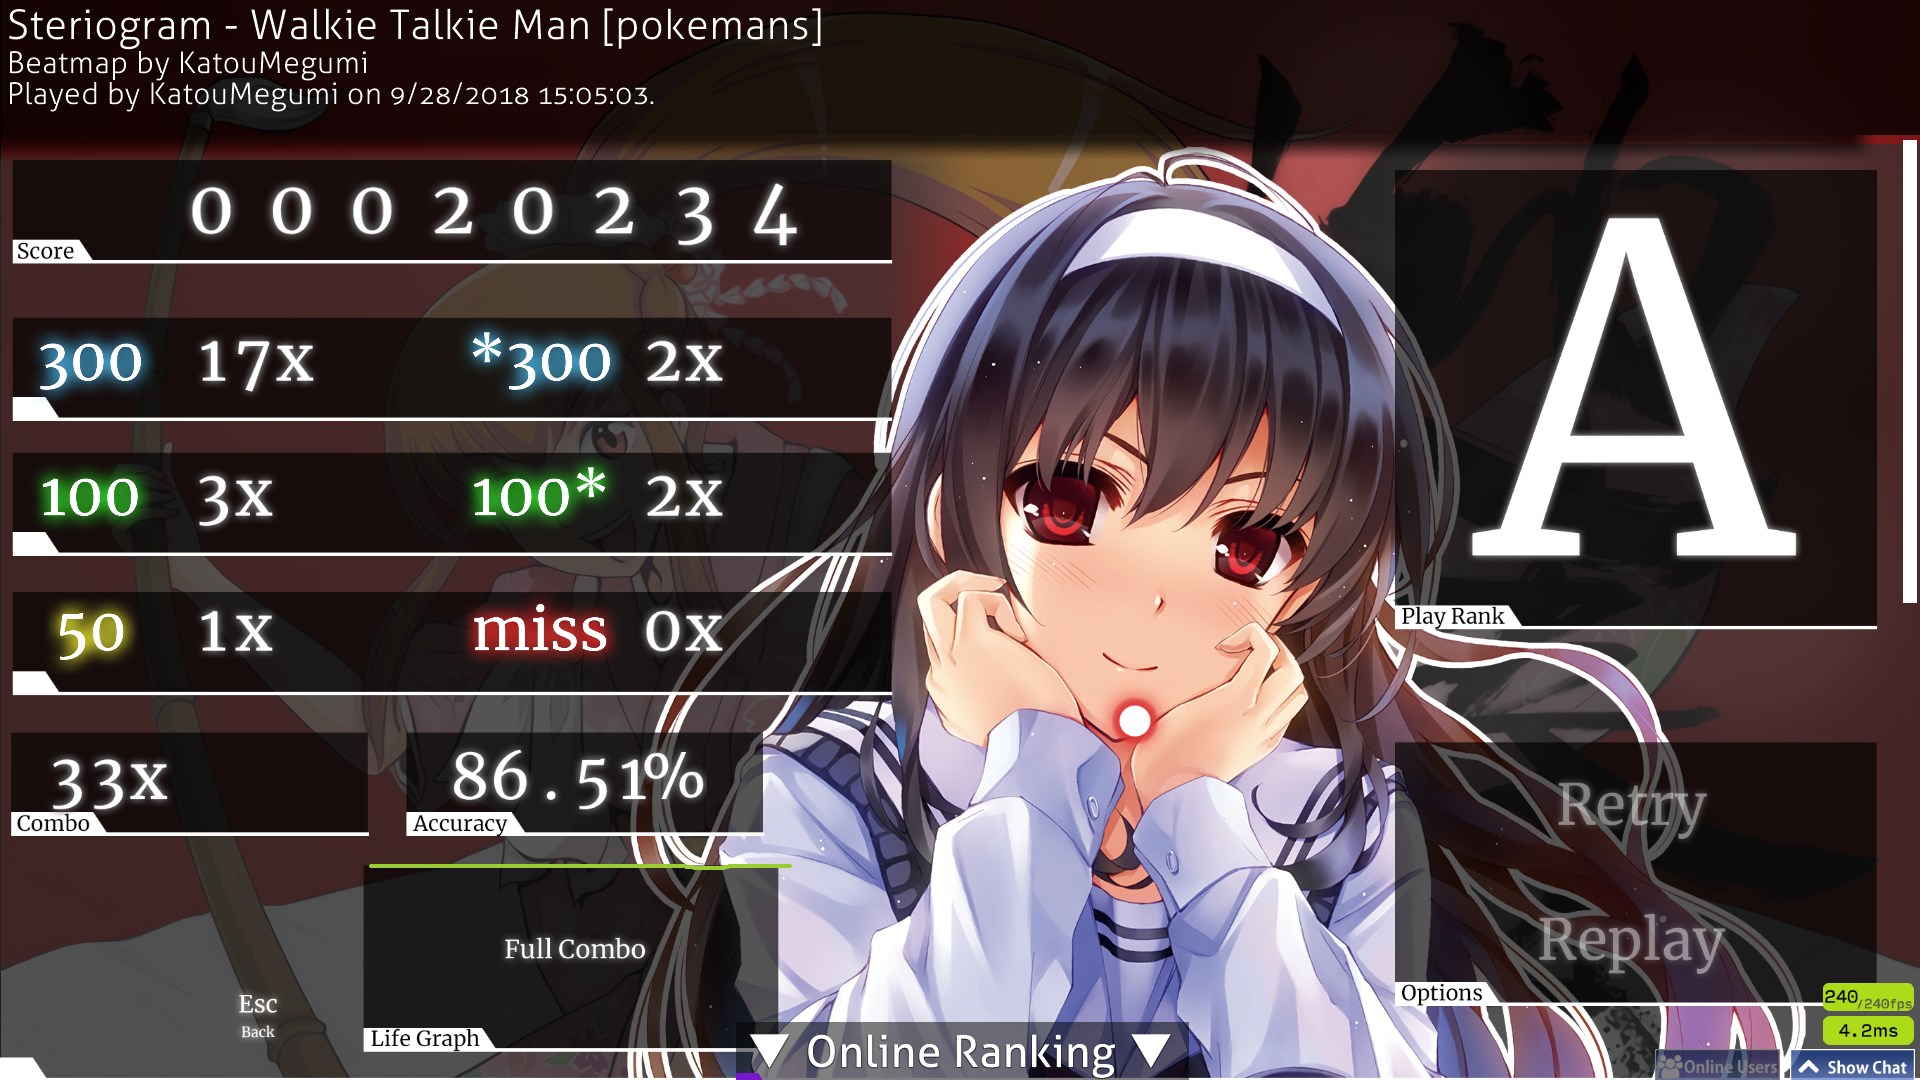 Steriogram - Walkie Talkie Man [pokemans]
Beatmap by KatouMegumi
Played by KatouMegumi on 9/28/2018 15:05:03.
00020234
Score
300 17x *300 2x
100 3x 100* 2x
50 1x miss 0x
33x
Combo
86.51%
Accuracy
A
Play Rank
Retry
Replay
Options
Full Combo
Life Graph
Esc
Back
▼ Online Ranking ▼
240/240fps
4.2ms
Online Users
Show Chat